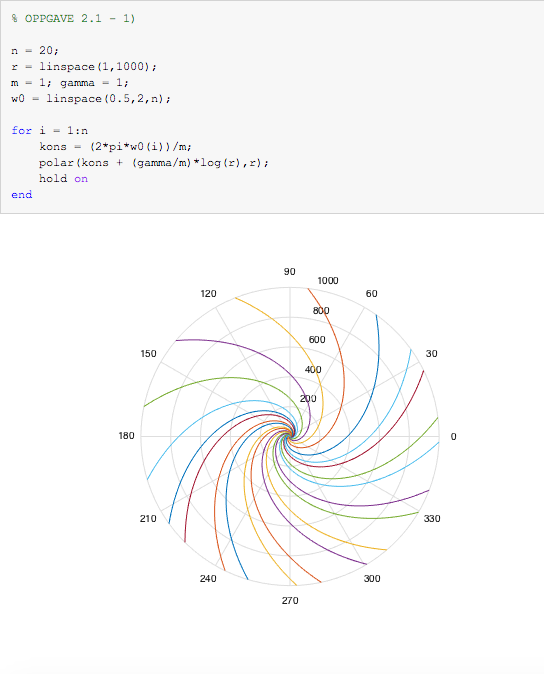 % OPPGAVE 2.1 - 1)
n = 20;
r = linspace(1,1000);
m = 1; gamma = 1;
w0 = linspace(0.5,2,n);
for i = 1:n
kons = (2*pi*w0(i))/m;
polar(kons + (gamma/m)*log(r),r);
hold on
end
90
120
1000
60
800
600
150
30
400
200
180
0
210
330
240
300
270